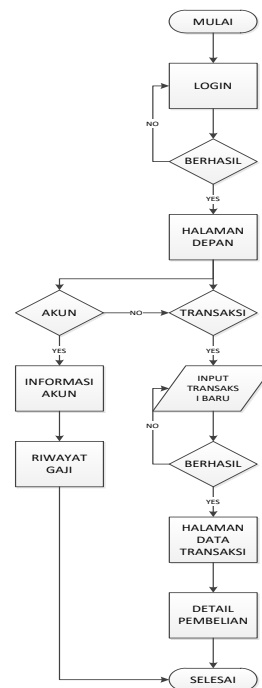 MULAI
LOGIN
NO
BERHASIL
YES
HALAMAN
DEPAN
AKUN
NO
TRANSAKSI
YES
YES
INFORMASI
AKUN
INPUT
TRANSAKS
I BARU
NO
RIWAYAT
GAJI
BERHASIL
YES
HALAMAN
DATA
TRANSAKSI
DETAIL
PEMBELIAN
SELESAI